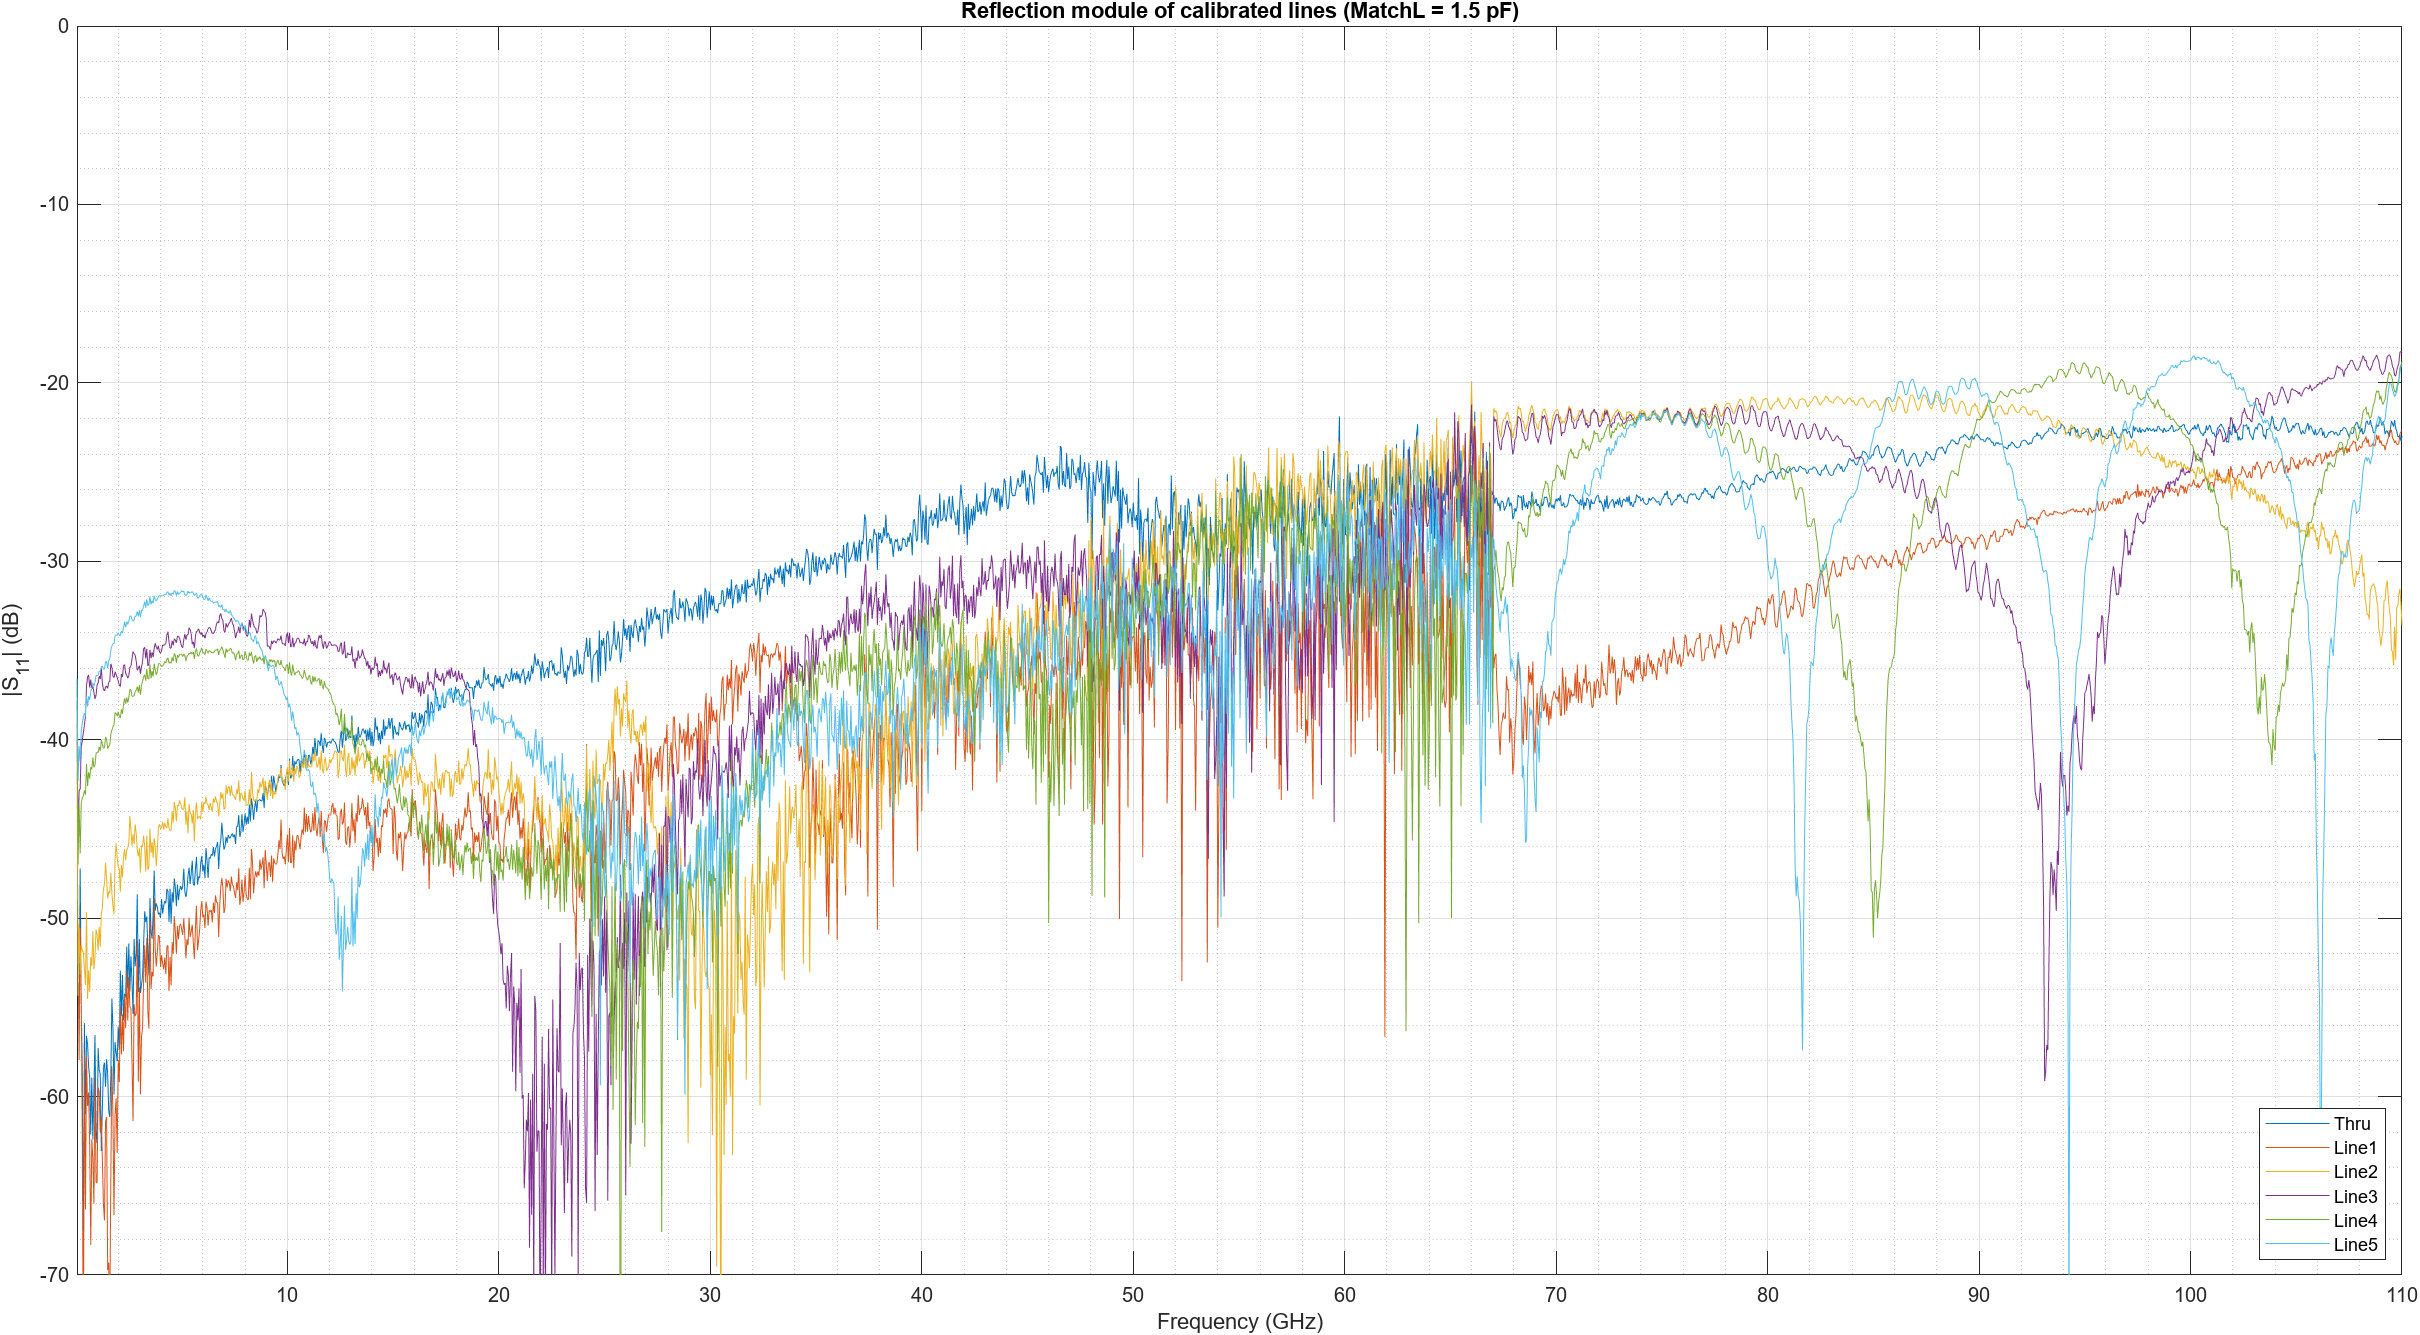 Reflection module of calibrated lines (MatchL = 1.5 pF)
0
-10
-20
-30
-40
-50
-60
-70
|S11| (dB)
10 20 30 40 50 60 70 80 90 100 110
Frequency (GHz)
Thru
Line1
Line2
Line3
Line4
Line5